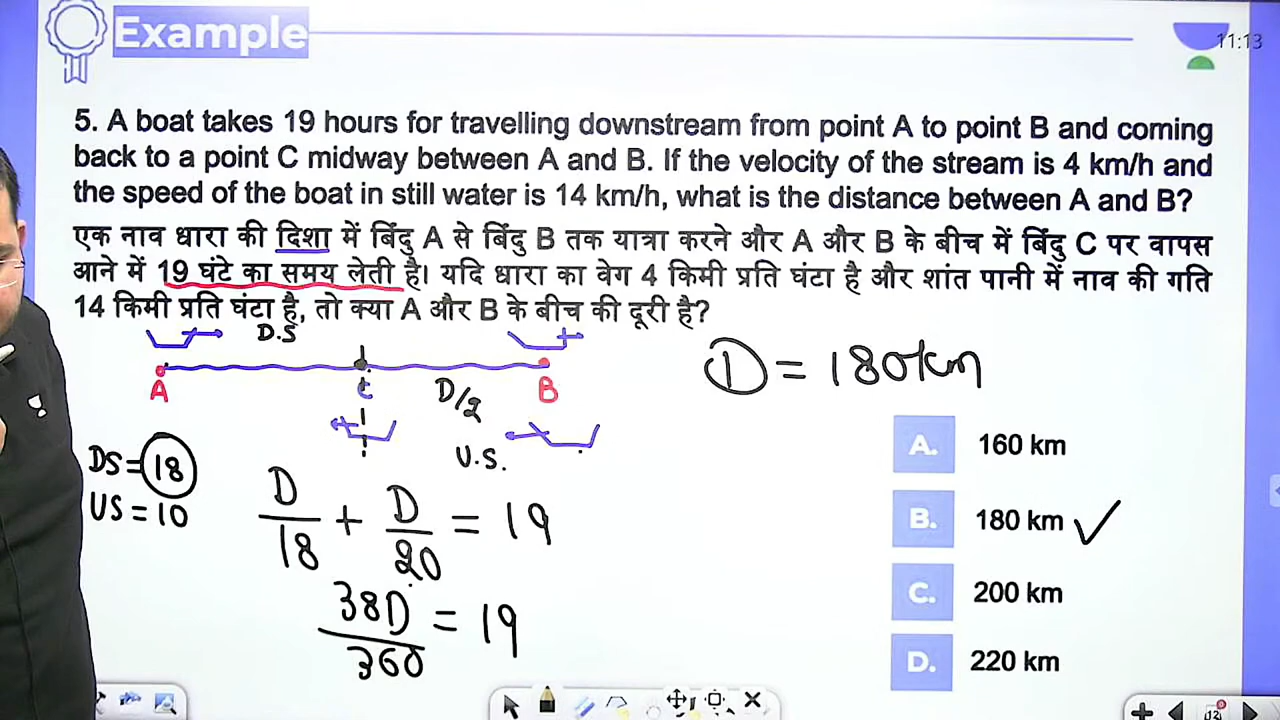 Example
11:13
5. A boat takes 19 hours for travelling downstream from point A to point B and coming
back to a point C midway between A and B. If the velocity of the stream is 4 km/h and
the speed of the boat in still water is 14 km/h, what is the distance between A and B?
एक नाव धारा की दिशा में बिंदु A से बिंदु B तक यात्रा करने और A और B के बीच में बिंदु C पर वापस
आने में 19 घंटे का समय लेती है। यदि धारा का वेग 4 किमी प्रति घंटा है और शांत पानी में नाव की गति
14 किमी प्रति घंटा है, तो क्या A और B के बीच की दूरी है?
D.S
A C D/2 B
U.S.
DS = 18
US = 10
D/18 + D/20 = 19
38D/360 = 19
D = 180km
A. 160 km
B. 180 km ✓
C. 200 km
D. 220 km
12